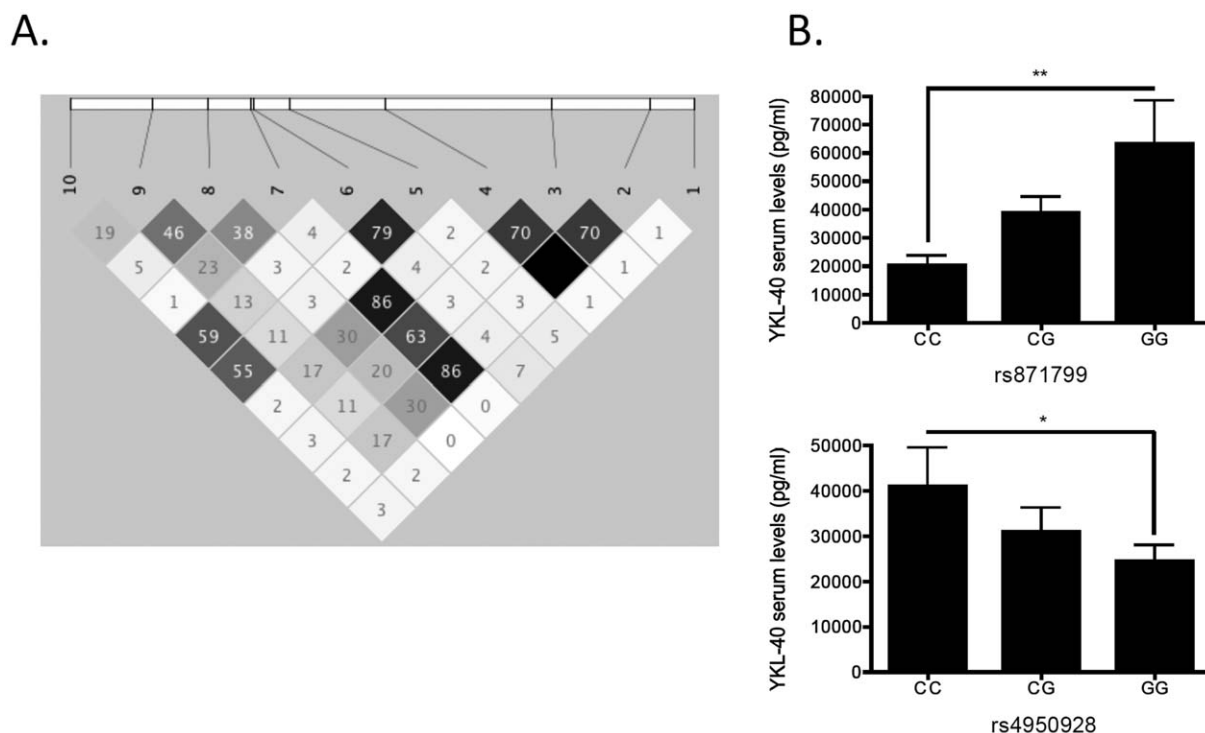 A.
10 9 8 7 6 5 4 3 2 1
19 46 38 4 79 2 70 70 1
5 23 3 2 4 2 1
1 13 3 86 3 3 1
59 11 30 63 4 5
55 17 20 86 7
2 11 30 0
3 17 0
2 2
3
B.
YKL-40 serum levels (pg/ml)
80000
70000
60000
50000
40000
30000
20000
10000
0
**
CC CG GG
rs871799
YKL-40 serum levels (pg/ml)
50000
40000
30000
20000
10000
0
*
CC CG GG
rs4950928